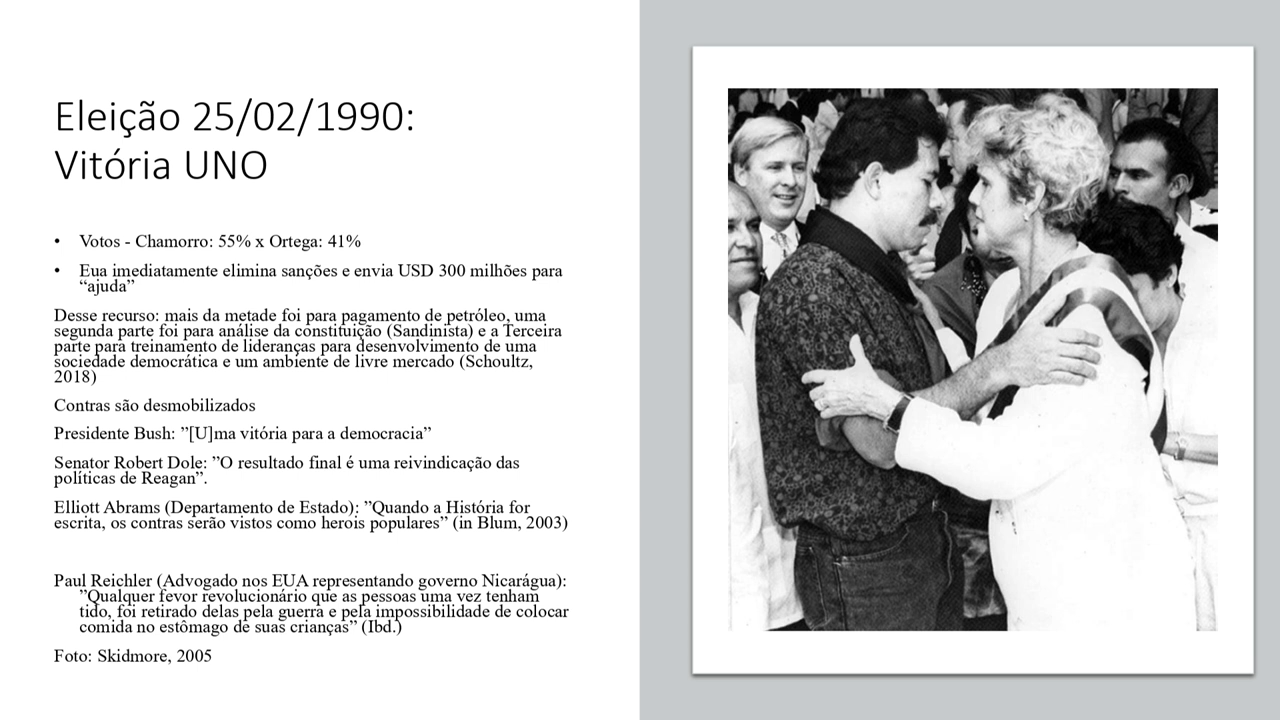 Eleição 25/02/1990:
Vitória UNO
• Votos - Chamorro: 55% x Ortega: 41%
• Eua imediatamente elimina sanções e envia USD 300 milhões para
“ajuda”
Desse recurso: mais da metade foi para pagamento de petróleo, uma
segunda parte foi para análise da constituição (Sandinista) e a Terceira
parte para treinamento de lideranças para desenvolvimento de uma
sociedade democrática e um ambiente de livre mercado (Schoultz,
2018)
Contras são desmobilizados
Presidente Bush: ”[U]ma vitória para a democracia”
Senator Robert Dole: ”O resultado final é uma reivindicação das
políticas de Reagan”.
Elliott Abrams (Departamento de Estado): ”Quando a História for
escrita, os contras serão vistos como herois populares” (in Blum, 2003)
Paul Reichler (Advogado nos EUA representando governo Nicarágua):
”Qualquer fevor revolucionário que as pessoas uma vez tenham
tido, foi retirado delas pela guerra e pela impossibilidade de colocar
comida no estômago de suas crianças” (Ibd.)
Foto: Skidmore, 2005